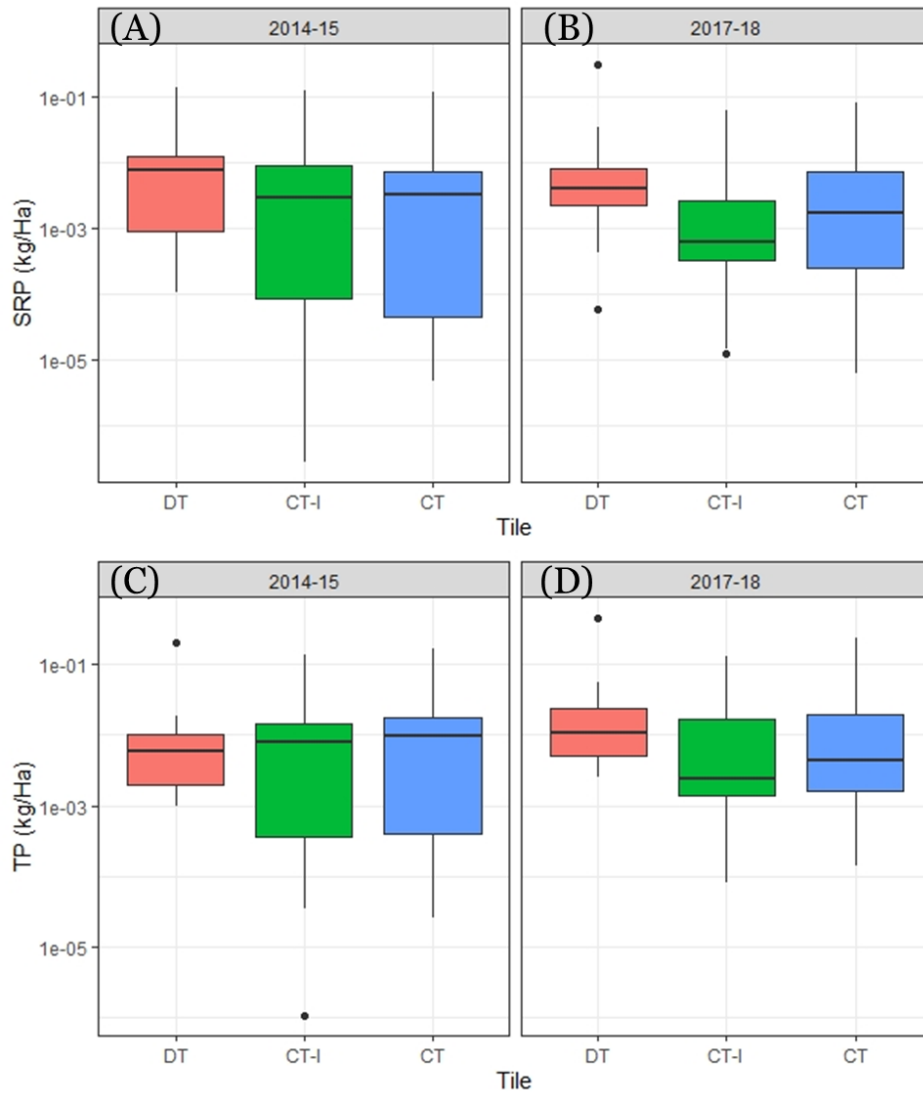 (A) 2014-15 (B) 2017-18
1e-01
1e-03
1e-05
SRP (kg/Ha)
DT CT-I CT DT CT-I CT
Tile
(C) 2014-15 (D) 2017-18
1e-01
1e-03
1e-05
TP (kg/Ha)
DT CT-I CT DT CT-I CT
Tile